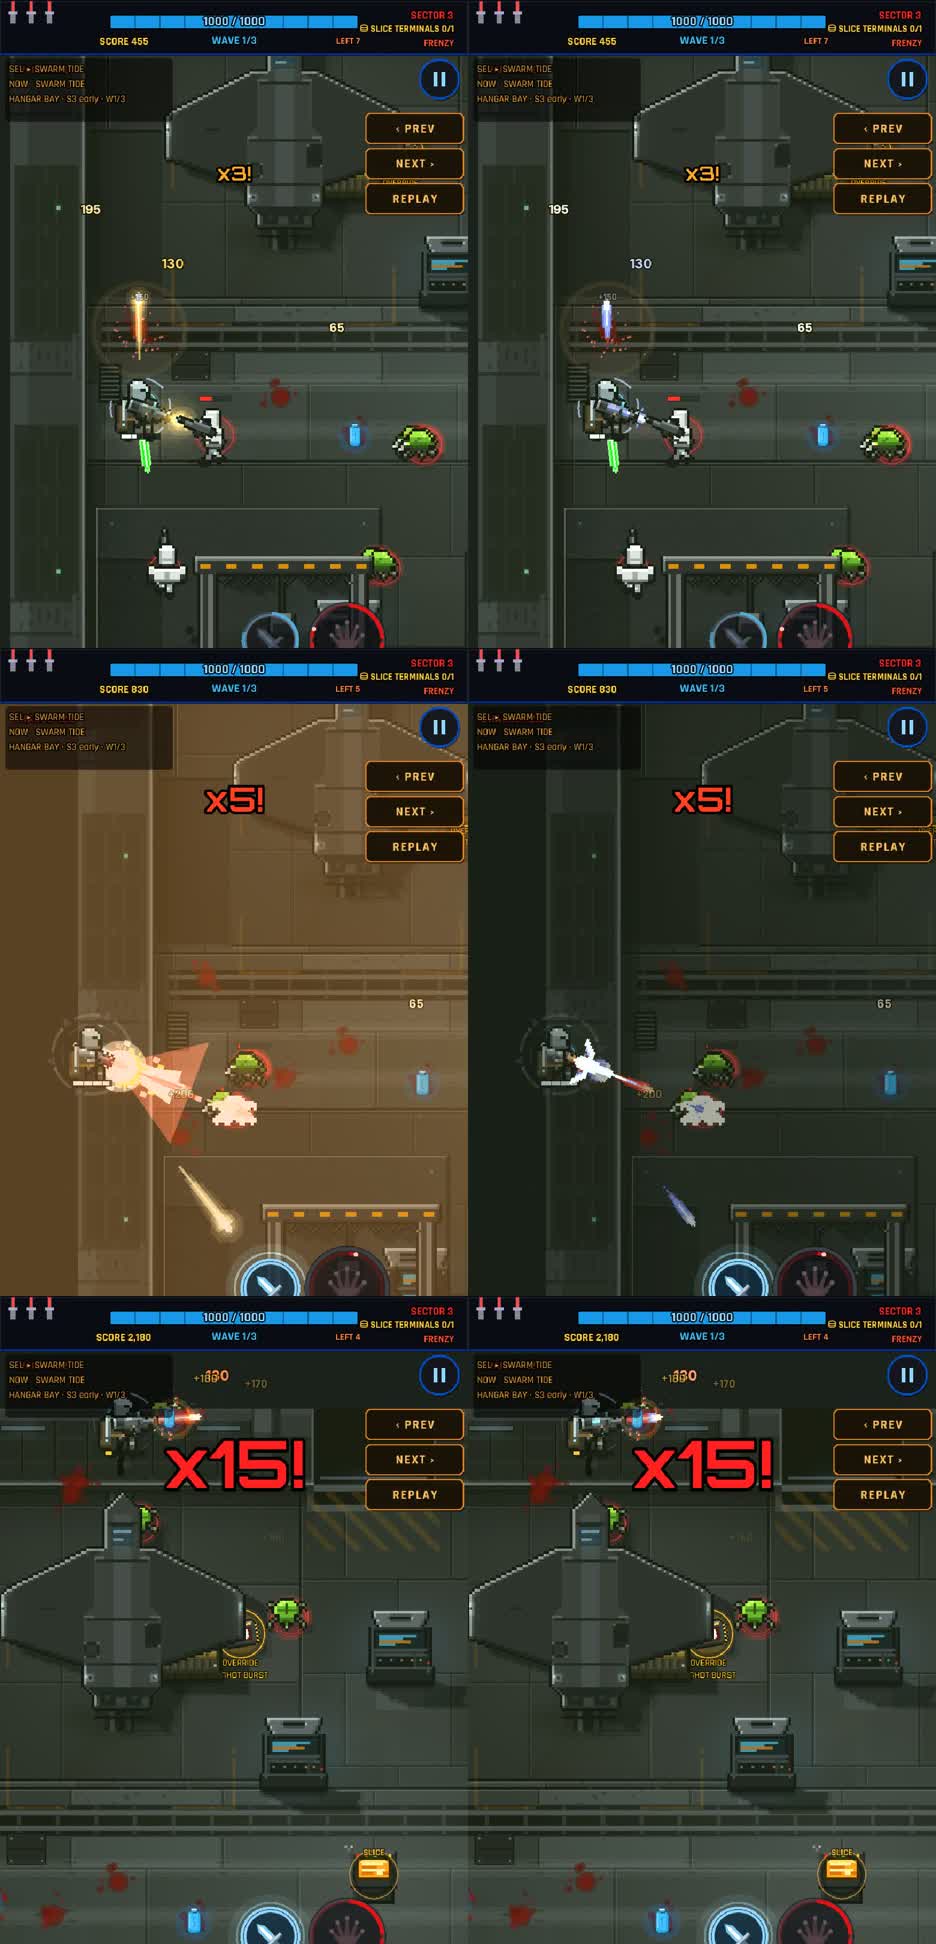 1000 / 1000
SECTOR 3
SLICE TERMINALS 0/1
SCORE 455
WAVE 1/3
LEFT 7
FRENZY
SEL ▸ SWARM TIDE
NOW SWARM TIDE
HANGAR BAY · S3 early · W1/3
‹ PREV
x3!
NEXT ›
REPLAY
195
130
65
1000 / 1000
SECTOR 3
SLICE TERMINALS 0/1
SCORE 455
WAVE 1/3
LEFT 7
FRENZY
SEL ▸ SWARM TIDE
NOW SWARM TIDE
HANGAR BAY · S3 early · W1/3
‹ PREV
x3!
NEXT ›
REPLAY
195
130
+150
65
1000 / 1000
SECTOR 3
SLICE TERMINALS 0/1
SCORE 830
WAVE 1/3
LEFT 5
FRENZY
SEL ▸ SWARM TIDE
NOW SWARM TIDE
HANGAR BAY · S3 early · W1/3
‹ PREV
x5!
NEXT ›
REPLAY
65
1000 / 1000
SECTOR 3
SLICE TERMINALS 0/1
SCORE 830
WAVE 1/3
LEFT 5
FRENZY
SEL ▸ SWARM TIDE
NOW SWARM TIDE
HANGAR BAY · S3 early · W1/3
‹ PREV
x5!
NEXT ›
REPLAY
65
+200
1000 / 1000
SECTOR 3
SLICE TERMINALS 0/1
SCORE 2,180
WAVE 1/3
LEFT 4
FRENZY
SEL ▸ SWARM TIDE
NOW SWARM TIDE
HANGAR BAY · S3 early · W1/3
+170
‹ PREV
x15!
NEXT ›
REPLAY
OVERRIDE
SHOT BURST
SLICE
1000 / 1000
SECTOR 3
SLICE TERMINALS 0/1
SCORE 2,180
WAVE 1/3
LEFT 4
FRENZY
SEL ▸ SWARM TIDE
NOW SWARM TIDE
HANGAR BAY · S3 early · W1/3
+170
‹ PREV
x15!
NEXT ›
REPLAY
OVERRIDE
SHOT BURST
SLICE